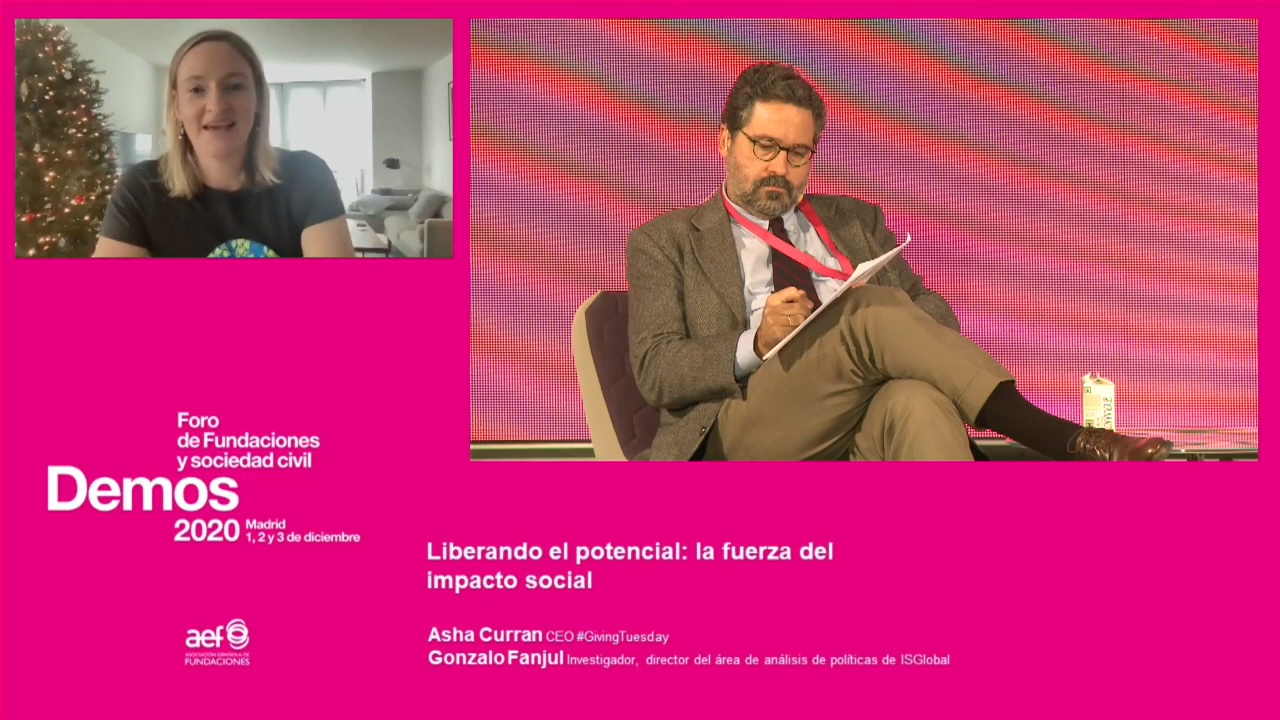 Foro
de Fundaciones
y sociedad civil
Demos
2020 Madrid
1, 2 y 3 de diciembre
aef
ASOCIACIÓN ESPAÑOLA DE
FUNDACIONES
Liberando el potencial: la fuerza del
impacto social
Asha Curran CEO #GivingTuesday
Gonzalo Fanjul Investigador, director del área de análisis de políticas de ISGlobal